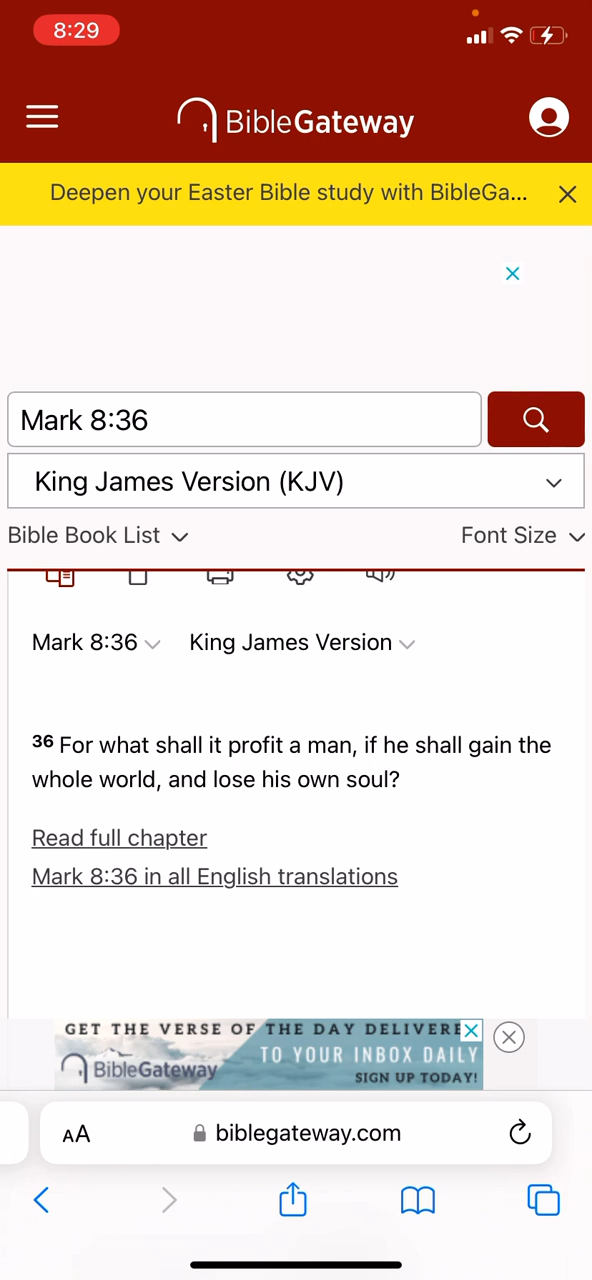 8:29
BibleGateway
Deepen your Easter Bible study with BibleGa...
Mark 8:36
King James Version (KJV)
Bible Book List
Font Size
Mark 8:36
King James Version
36 For what shall it profit a man, if he shall gain the
whole world, and lose his own soul?
Read full chapter
Mark 8:36 in all English translations
GET THE VERSE OF THE DAY DELIVERE
TO YOUR INBOX DAILY
BibleGateway
SIGN UP TODAY!
AA
biblegateway.com